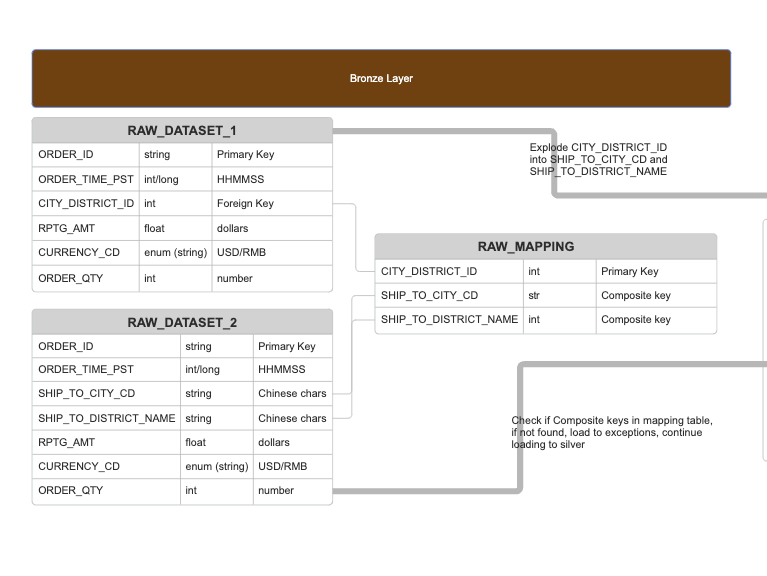 Bronze Layer
RAW_DATASET_1
ORDER_ID string Primary Key
ORDER_TIME_PST int/long HHMMSS
CITY_DISTRICT_ID int Foreign Key
RPTG_AMT float dollars
CURRENCY_CD enum (string) USD/RMB
ORDER_QTY int number
Explode CITY_DISTRICT_ID
into SHIP_TO_CITY_CD and
SHIP_TO_DISTRICT_NAME
RAW_MAPPING
CITY_DISTRICT_ID int Primary Key
SHIP_TO_CITY_CD str Composite key
SHIP_TO_DISTRICT_NAME int Composite key
RAW_DATASET_2
ORDER_ID string Primary Key
ORDER_TIME_PST int/long HHMMSS
SHIP_TO_CITY_CD string Chinese chars
SHIP_TO_DISTRICT_NAME string Chinese chars
RPTG_AMT float dollars
CURRENCY_CD enum (string) USD/RMB
ORDER_QTY int number
Check if Composite keys in mapping table,
if not found, load to exceptions, continue
loading to silver